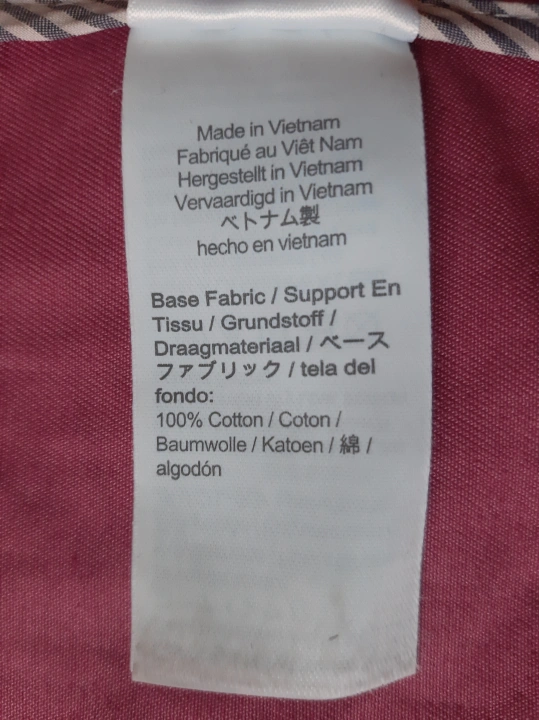 Made in Vietnam
Fabriqué au Viêt Nam
Hergestellt in Vietnam
Vervaardigd in Vietnam
ベトナム製
hecho en vietnam
Base Fabric / Support En
Tissu / Grundstoff /
Draagmateriaal / ベース
ファブリック / tela del
fondo:
100% Cotton / Coton /
Baumwolle / Katoen / 綿 /
algodón